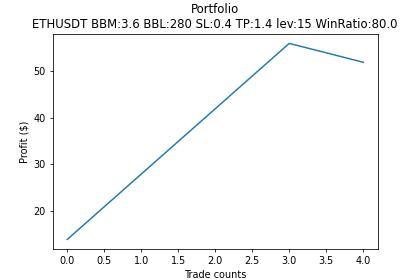 Portfolio
ETHUSDT BBM:3.6 BBL:280 SL:0.4 TP:1.4 lev:15 WinRatio:80.0
50
40
30
20
Profit ($)
0.0 0.5 1.0 1.5 2.0 2.5 3.0 3.5 4.0
Trade counts